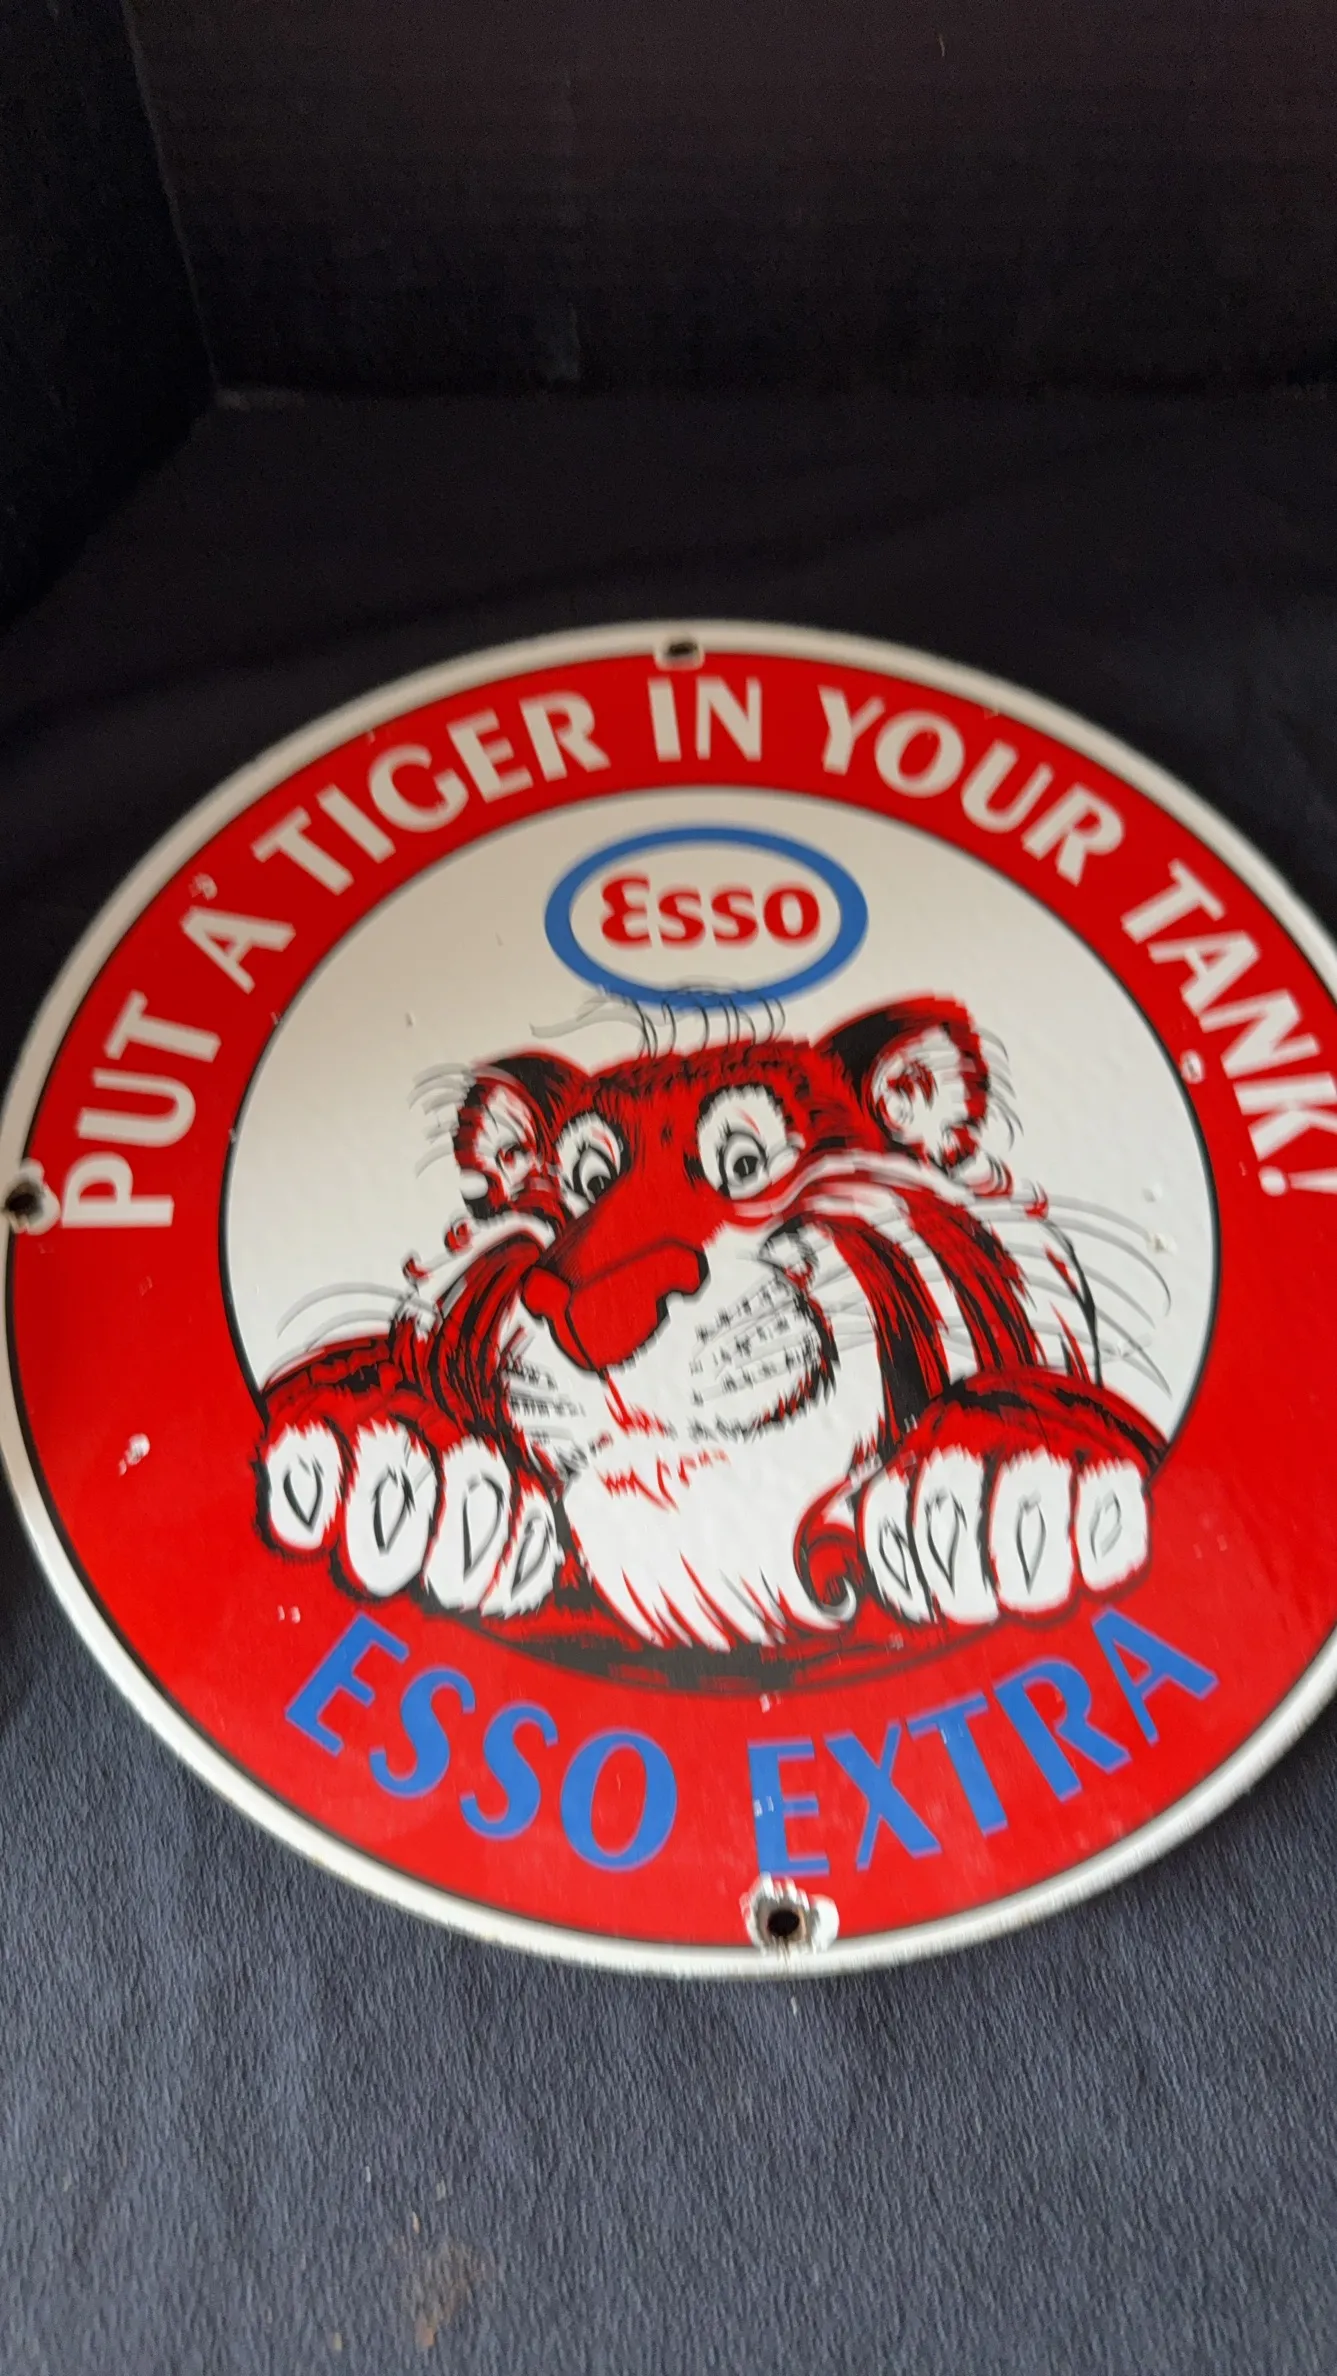 PUT A TIGER IN YOUR TANK!
Esso
ESSO EXTRA